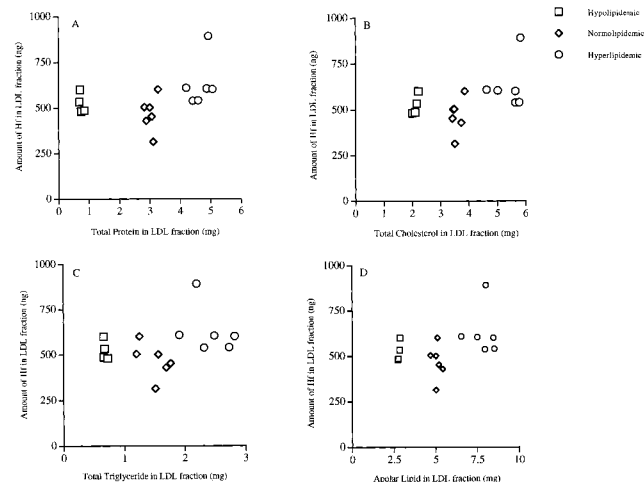 Hypolipidemic
Normolipidemic
Hyperlipidemic
A
1000
750
500
250
0
Amount of Hf in LDL fraction (ng)
0 1 2 3 4 5 6
Total Protein in LDL fraction (mg)
B
1000
750
500
250
0
Amount of Hf in LDL fraction (ng)
0 1 2 3 4 5 6
Total Cholesterol in LDL fraction (mg)
C
1000
750
500
250
0
Amount of Hf in LDL fraction (ng)
0 1 2 3
Total Triglyceride in LDL fraction (mg)
D
1000
750
500
250
0
Amount of Hf in LDL fraction (ng)
0 2.5 5 7.5 10
Apolar Lipid in LDL fraction (mg)